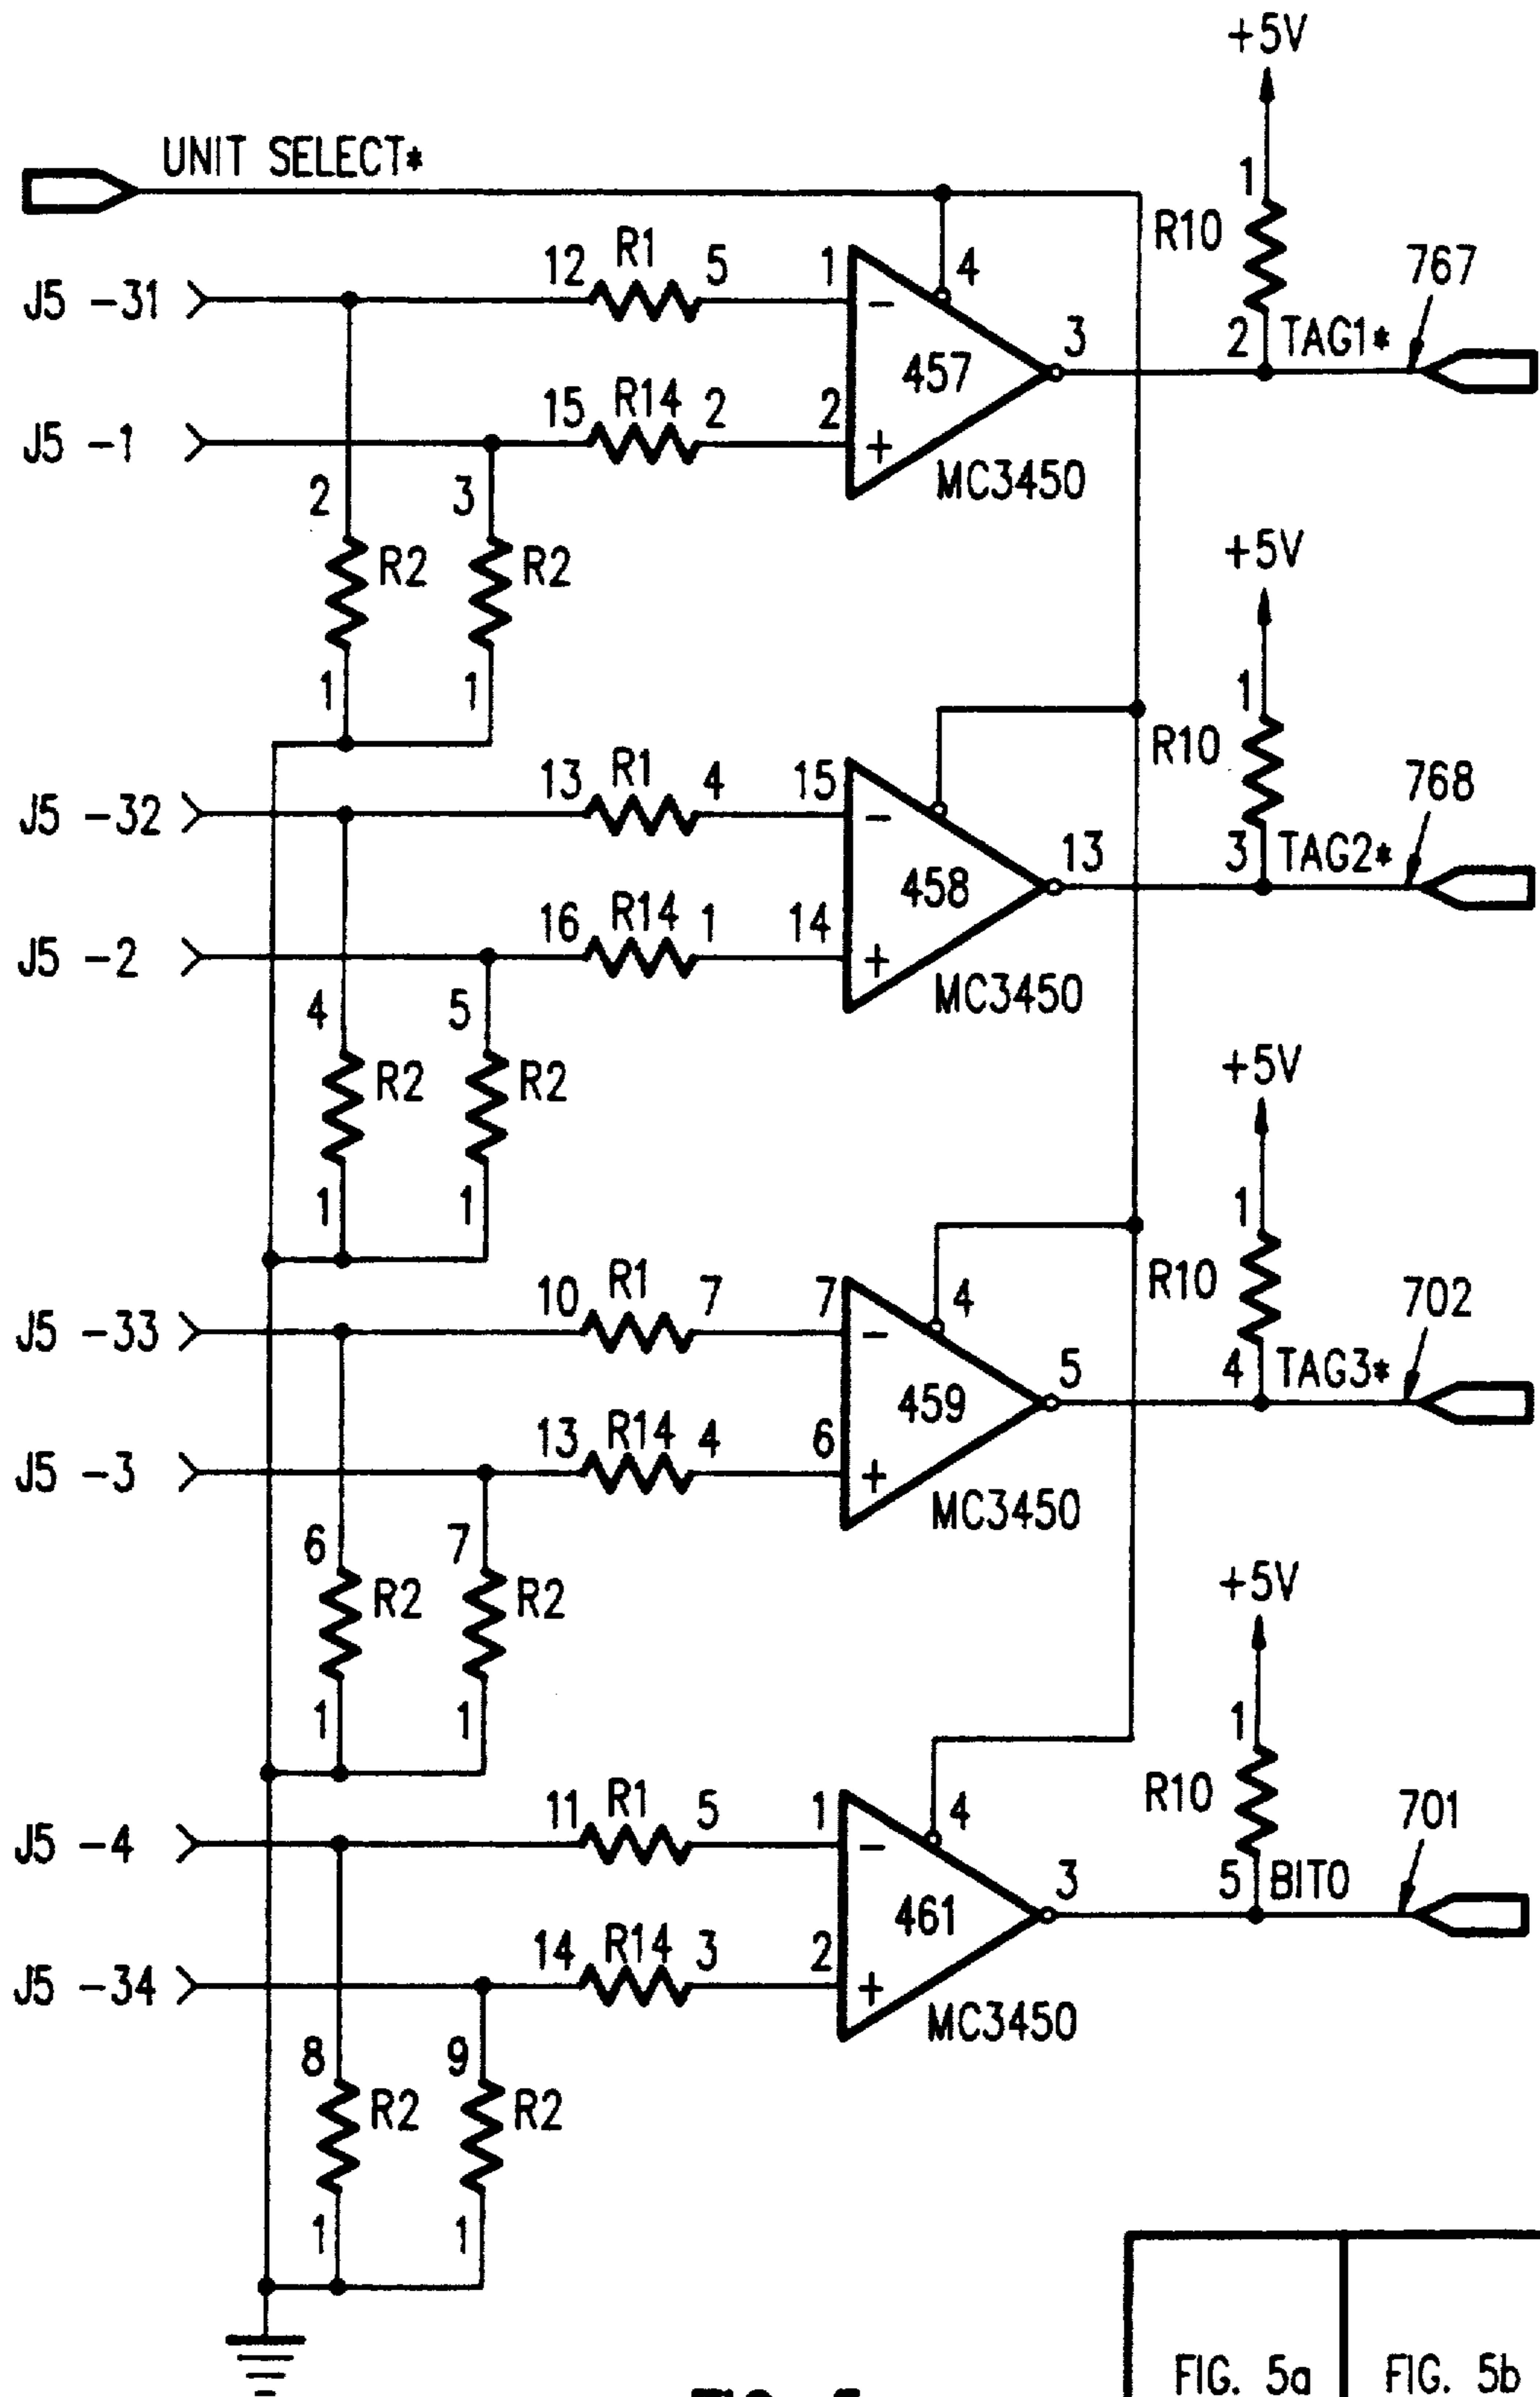 +5V
UNIT SELECT*
1
R10
767
J5 -31
12 R1 5
1
-
4
457
3
2 TAG1*
J5 -1
15 R14 2
2
+
MC3450
2
3
R2
R2
1
1
+5V
1
R10
768
J5 -32
13 R1 4
15
-
458
13
3 TAG2*
J5 -2
16 R14 1
14
+
MC3450
4
5
R2
R2
1
1
+5V
1
R10
702
J5 -33
10 R1 7
7
-
4
459
5
4 TAG3*
J5 -3
13 R14 4
6
+
MC3450
6
7
R2
R2
1
1
+5V
1
R10
701
J5 -4
11 R1 5
1
-
4
461
3
5 BIT0
J5 -34
14 R14 3
2
+
MC3450
8
9
R2
R2
1
1
FIG. 5a
FIG. 5b